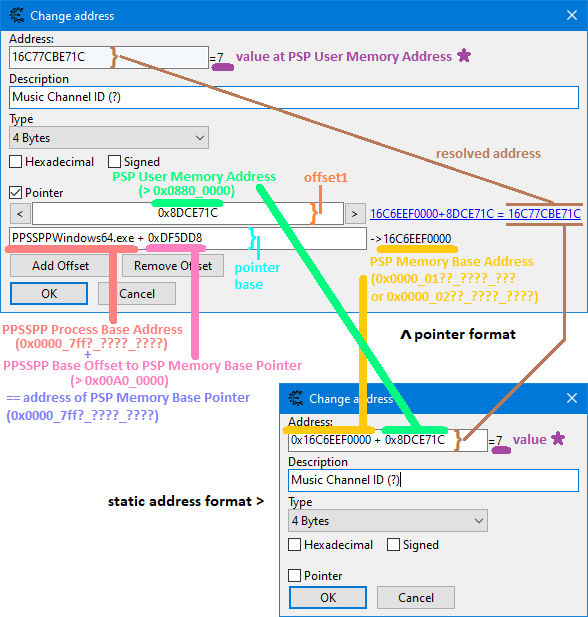 Change address
Address:
16C77CBE71C } =7 value at PSP User Memory Address ★
Description
Music Channel ID (?)
Type
4 Bytes
Hexadecimal Signed
resolved address
PSP User Memory Address
(> 0x0880_0000)
offset1
Pointer
< 0x8DCE71C } > 16C6EEF0000+8DCE71C = 16C77CBE71C
PPSSPPWindows64.exe + 0xDF5DD8 } ->16C6EEF0000
Add Offset Remove Offset
pointer
base
PSP Memory Base Address
(0x0000_01??_????_???
or 0x0000_02??_????_????)
OK Cancel
PPSSPP Process Base Address
(0x0000_7ff?_????_????)
+
PPSSPP Base Offset to PSP Memory Base Pointer
(> 0x00A0_0000)
== address of PSP Memory Base Pointer
(0x0000_7ff?_????_????)
^ pointer format
Change address
Address:
0x16C6EEF0000 + 0x8DCE71C } =7 value ★
Description
Music Channel ID (?)
static address format >
Type
4 Bytes
Hexadecimal Signed
Pointer
OK Cancel